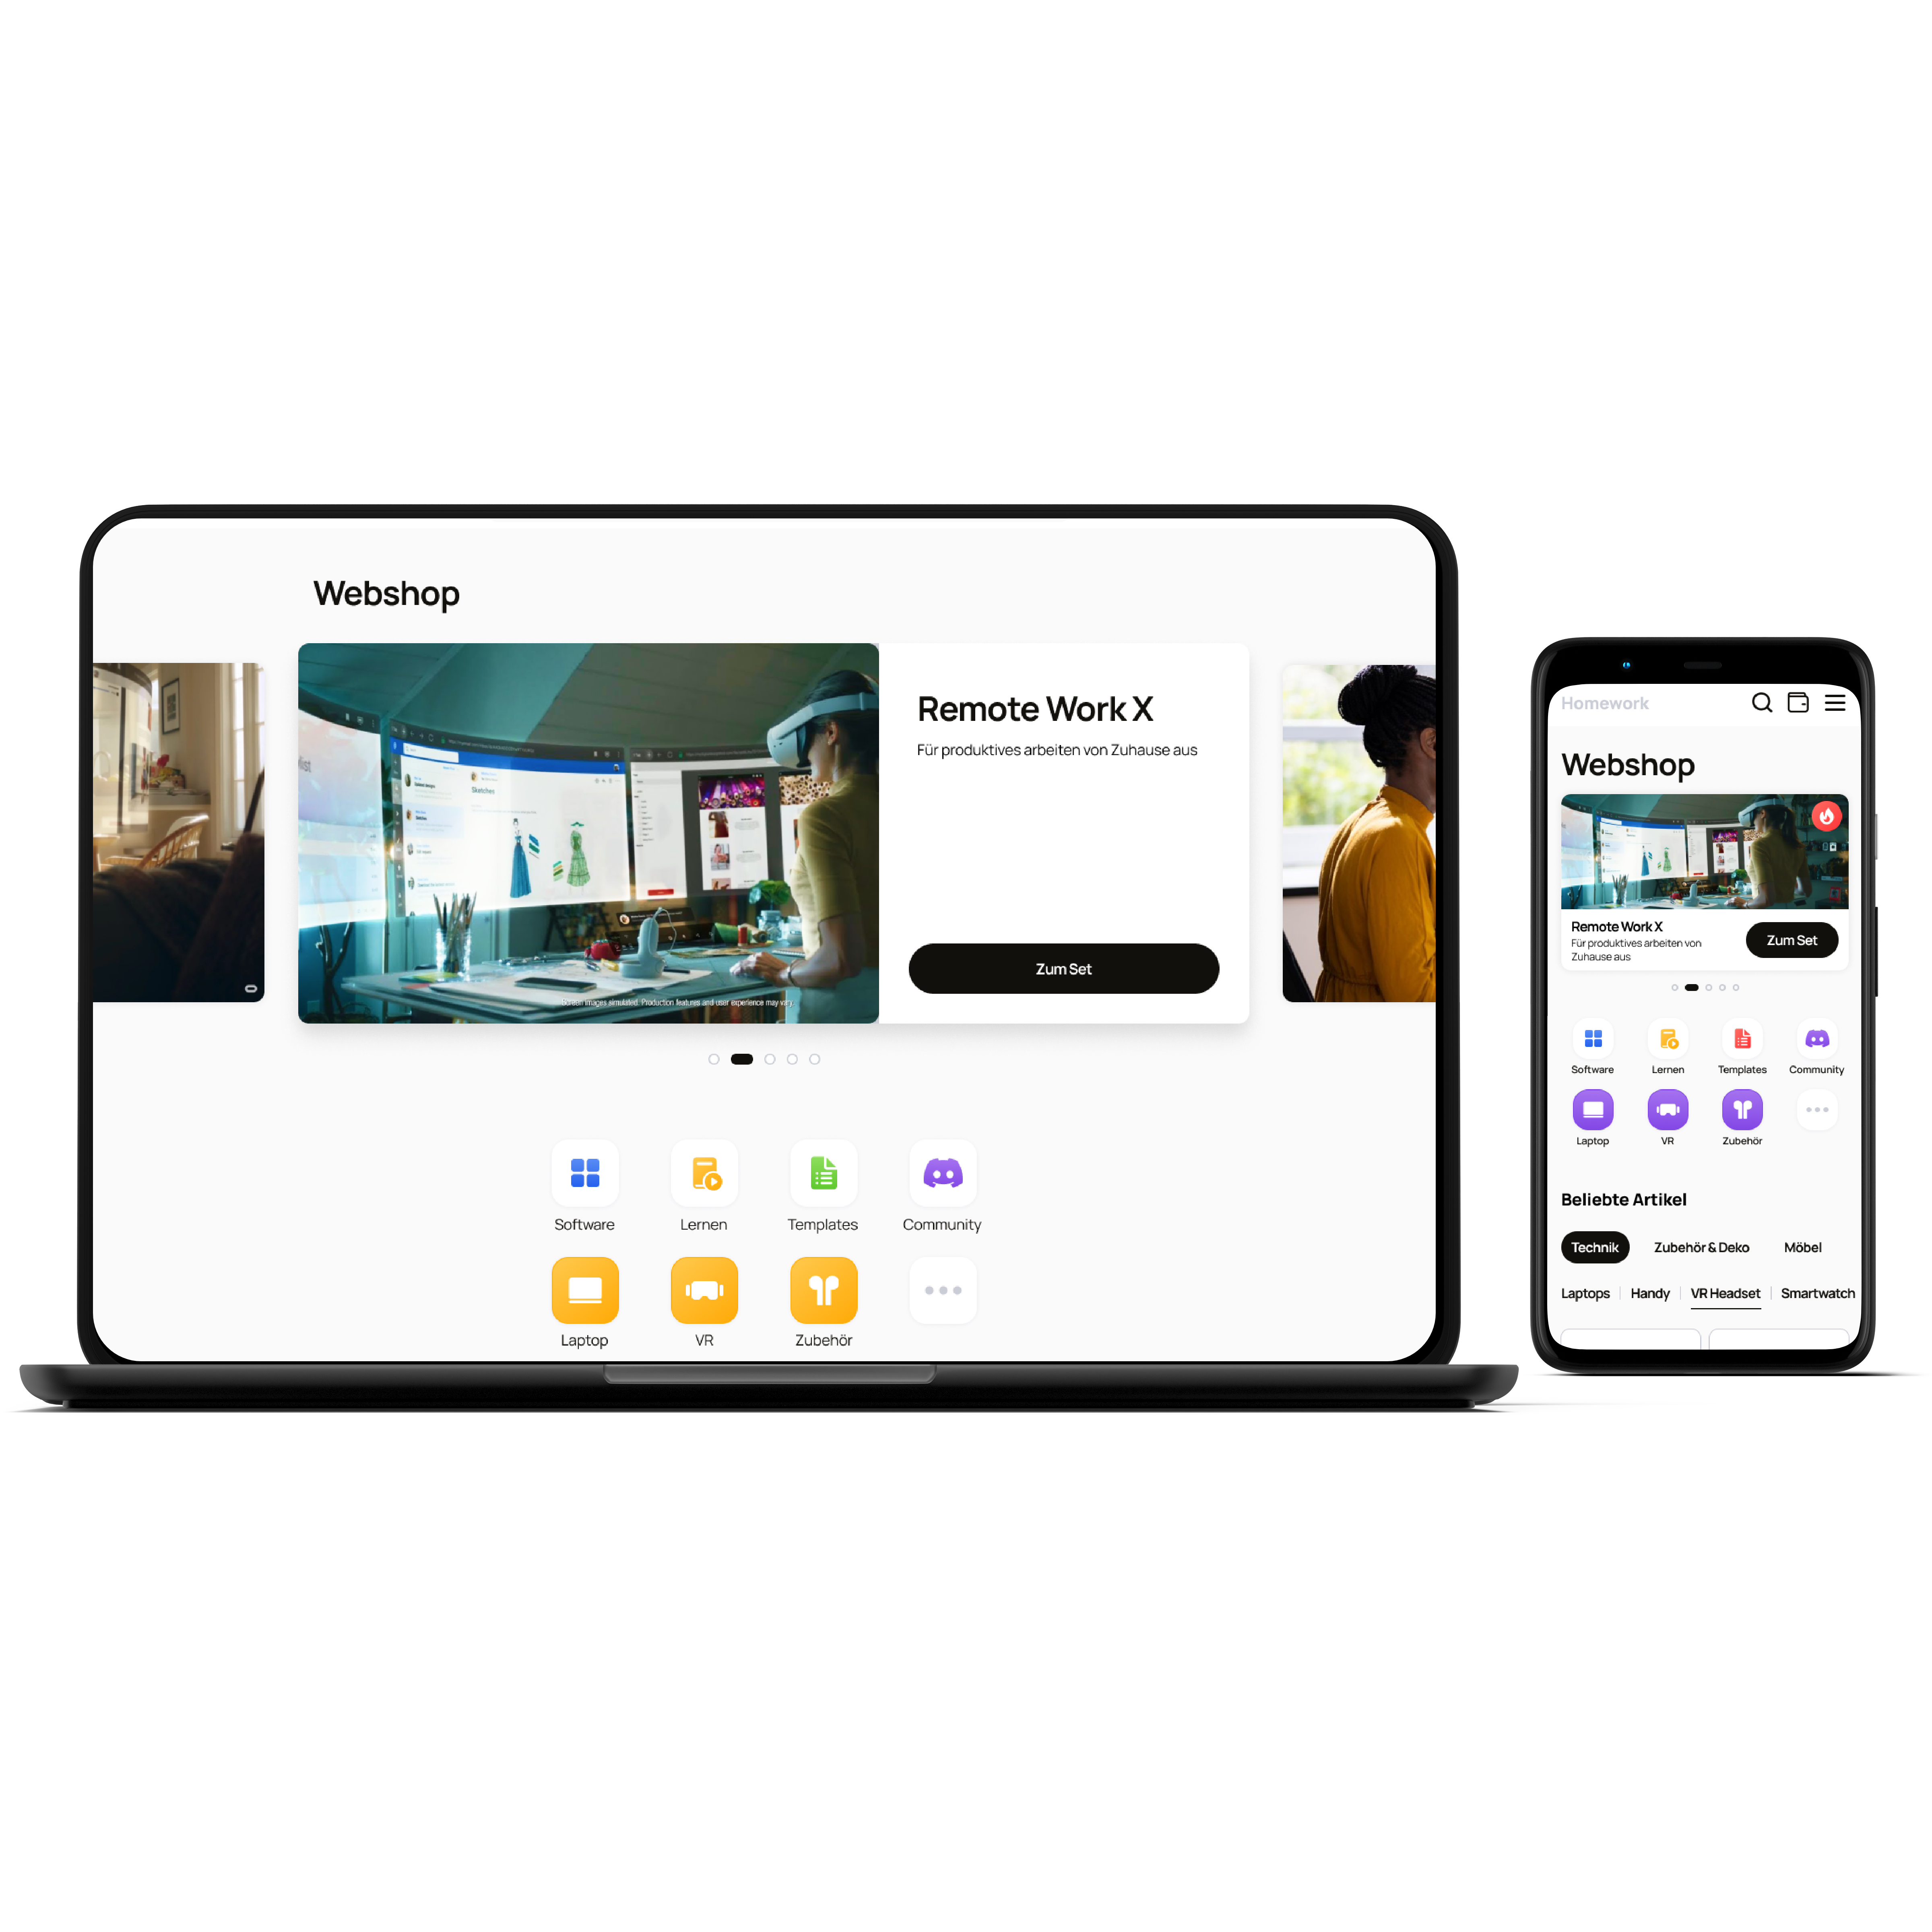 Webshop
Sketches
Screen images simulated. Production features and user experience may vary.
Remote Work X
Für produktives arbeiten von Zuhause aus
Zum Set
Software
Lernen
Templates
Community
Laptop
VR
Zubehör
Homework
Webshop
Remote Work X
Für produktives arbeiten von
Zuhause aus
Zum Set
Software
Lernen
Templates
Community
Laptop
VR
Zubehör
Beliebte Artikel
Technik
Zubehör & Deko
Möbel
Laptops
Handy
VR Headset
Smartwatch